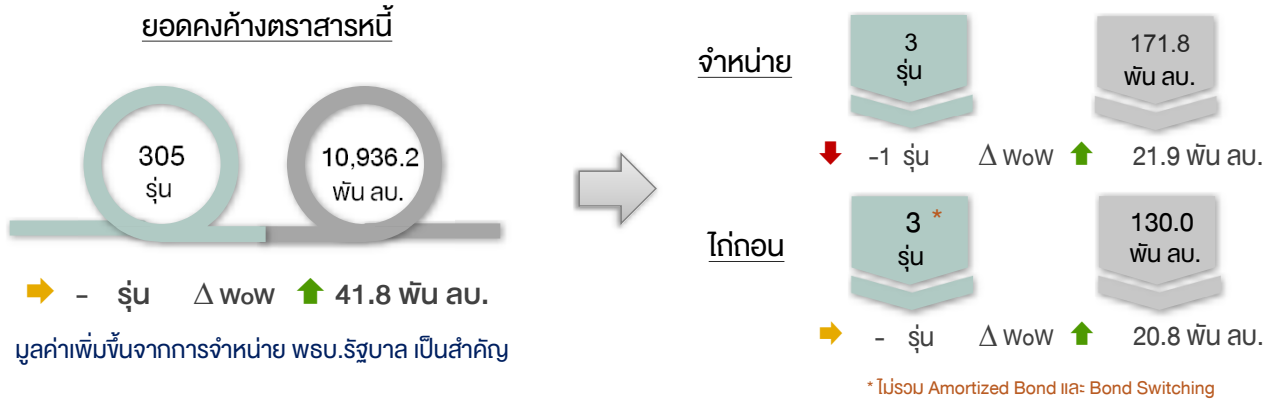 ยอดคงค้างตราสารหนี้
305
รุ่น
10,936.2
พัน ลบ.
- รุ่น Δ WoW 41.8 พัน ลบ.
มูลค่าเพิ่มขึ้นจากการจำหน่าย พธบ.รัฐบาล เป็นสำคัญ
จำหน่าย
3
รุ่น
171.8
พัน ลบ.
-1 รุ่น Δ WoW 21.9 พัน ลบ.
ไถ่ถอน
3 *
รุ่น
130.0
พัน ลบ.
- รุ่น Δ WoW 20.8 พัน ลบ.
* ไม่รวม Amortized Bond และ Bond Switching